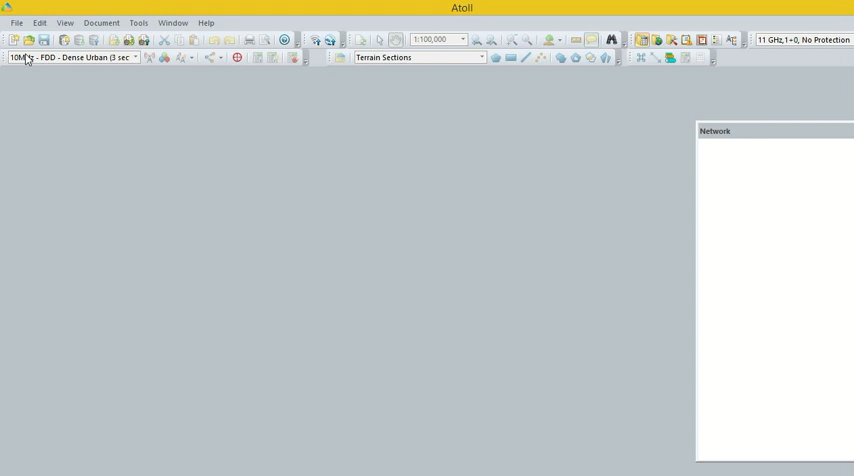 Atoll
File Edit View Document Tools Window Help
1:100,000 11 GHz, 1+0, No Protection
- FDD - Dense Urban (3 sec Terrain Sections
Network